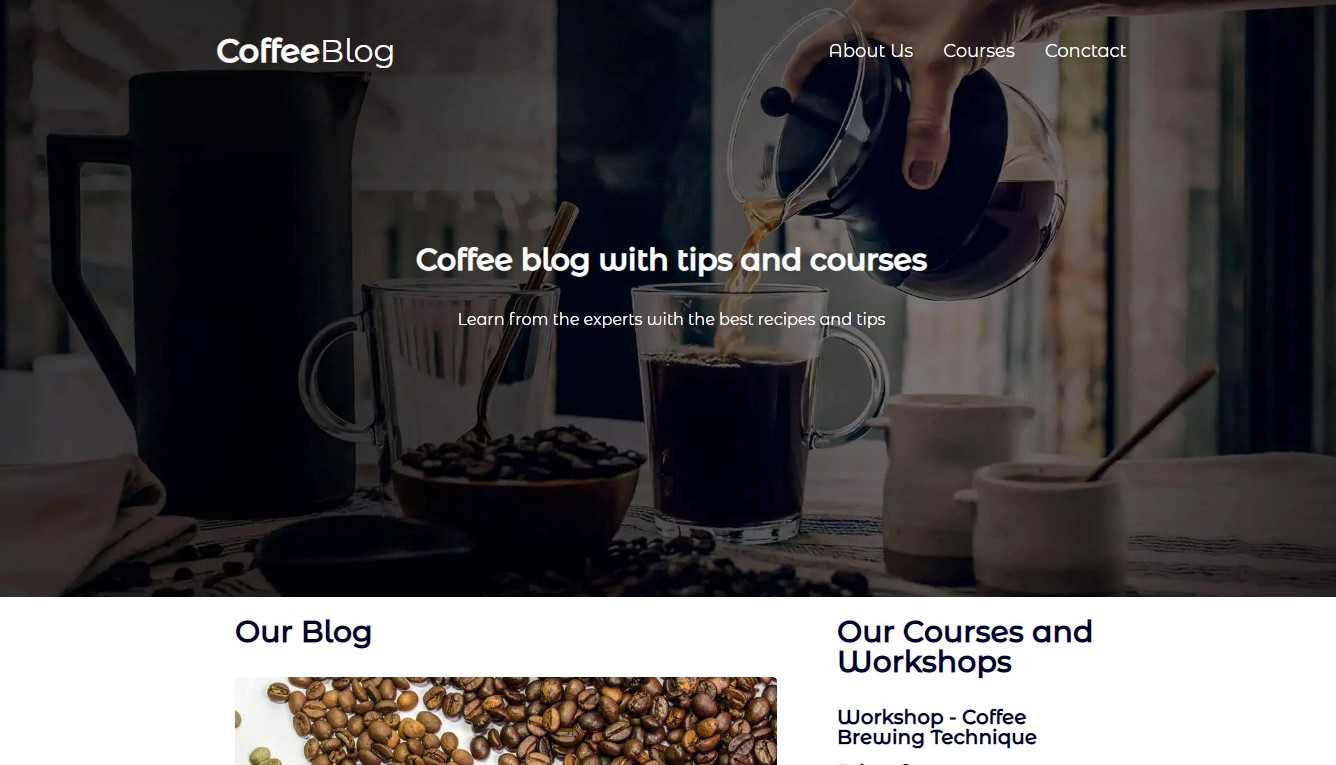 CoffeeBlog
About Us Courses Conctact
Coffee blog with tips and courses
Learn from the experts with the best recipes and tips
Our Blog
Our Courses and
Workshops
Workshop - Coffee
Brewing Technique